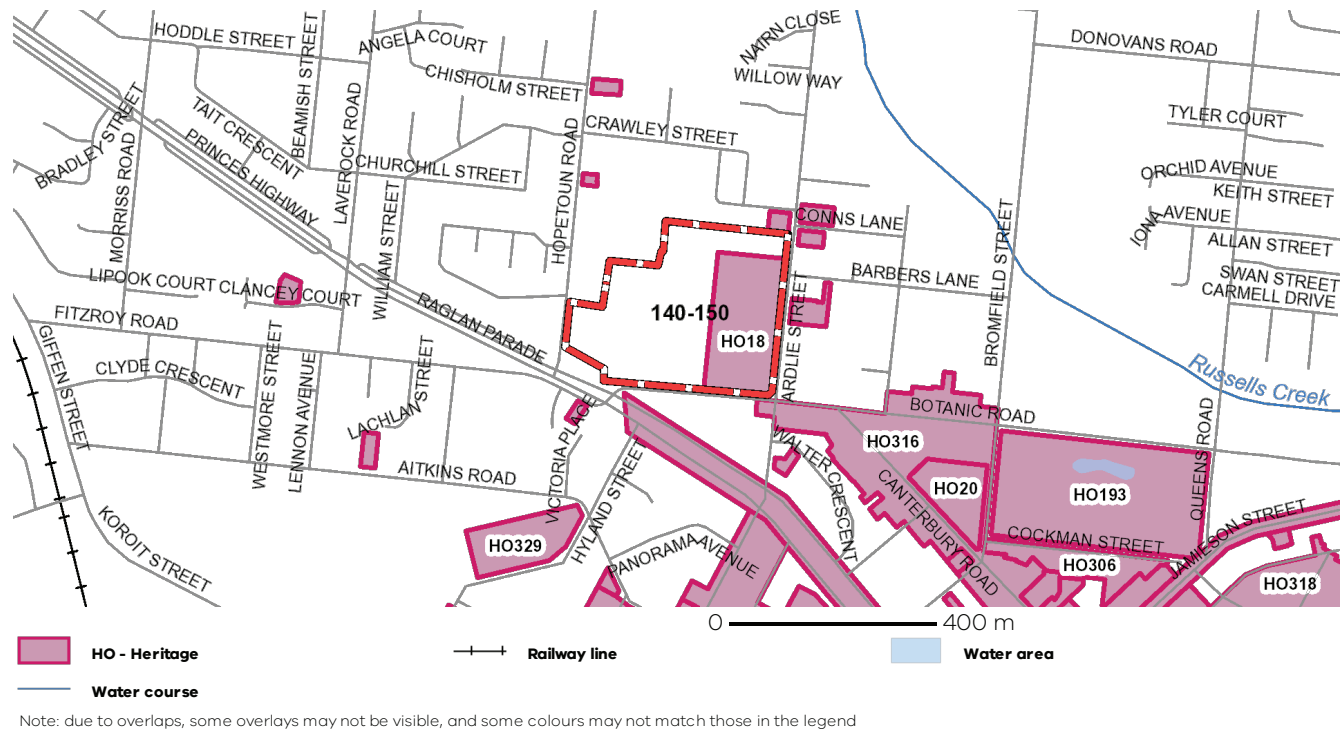 HODDLE STREET
ANGELA COURT
NAIRN CLOSE
DONOVANS ROAD
BEAMISH STREET
CHISHOLM STREET
WILLOW WAY
TAIT CRESCENT
BRADLEY STREET
LAVEROCK ROAD
TYLER COURT
PRINCES HIGHWAY
CRAWLEY STREET
MORRISS ROAD
CHURCHILL STREET
HOPETOUN ROAD
ORCHID AVENUE
KEITH STREET
WILLIAM STREET
CONNS LANE
IONA AVENUE
ALLAN STREET
BROMFIELD STREET
LIPOOK COURT
CLANCEY COURT
BARBERS LANE
SWAN STREET
CARMELL DRIVE
RAGLAN PARADE
140-150
HO18
ARDLIE STREET
FITZROY ROAD
GIFFEN STREET
CLYDE CRESCENT
WESTMORE STREET
LENNON AVENUE
LACHLAN STREET
Russells Creek
VICTORIA PLACE
BOTANIC ROAD
HO316
WALTER CRESCENT
QUEENS ROAD
AITKINS ROAD
HYLAND STREET
CANTERBURY ROAD
HO20
HO193
KOROIT STREET
HO329
PANORAMA AVENUE
COCKMAN STREET
JAMIESON STREET
HO306
HO318
0 400 m
HO - Heritage
Railway line
Water area
Water course
Note: due to overlaps, some overlays may not be visible, and some colours may not match those in the legend